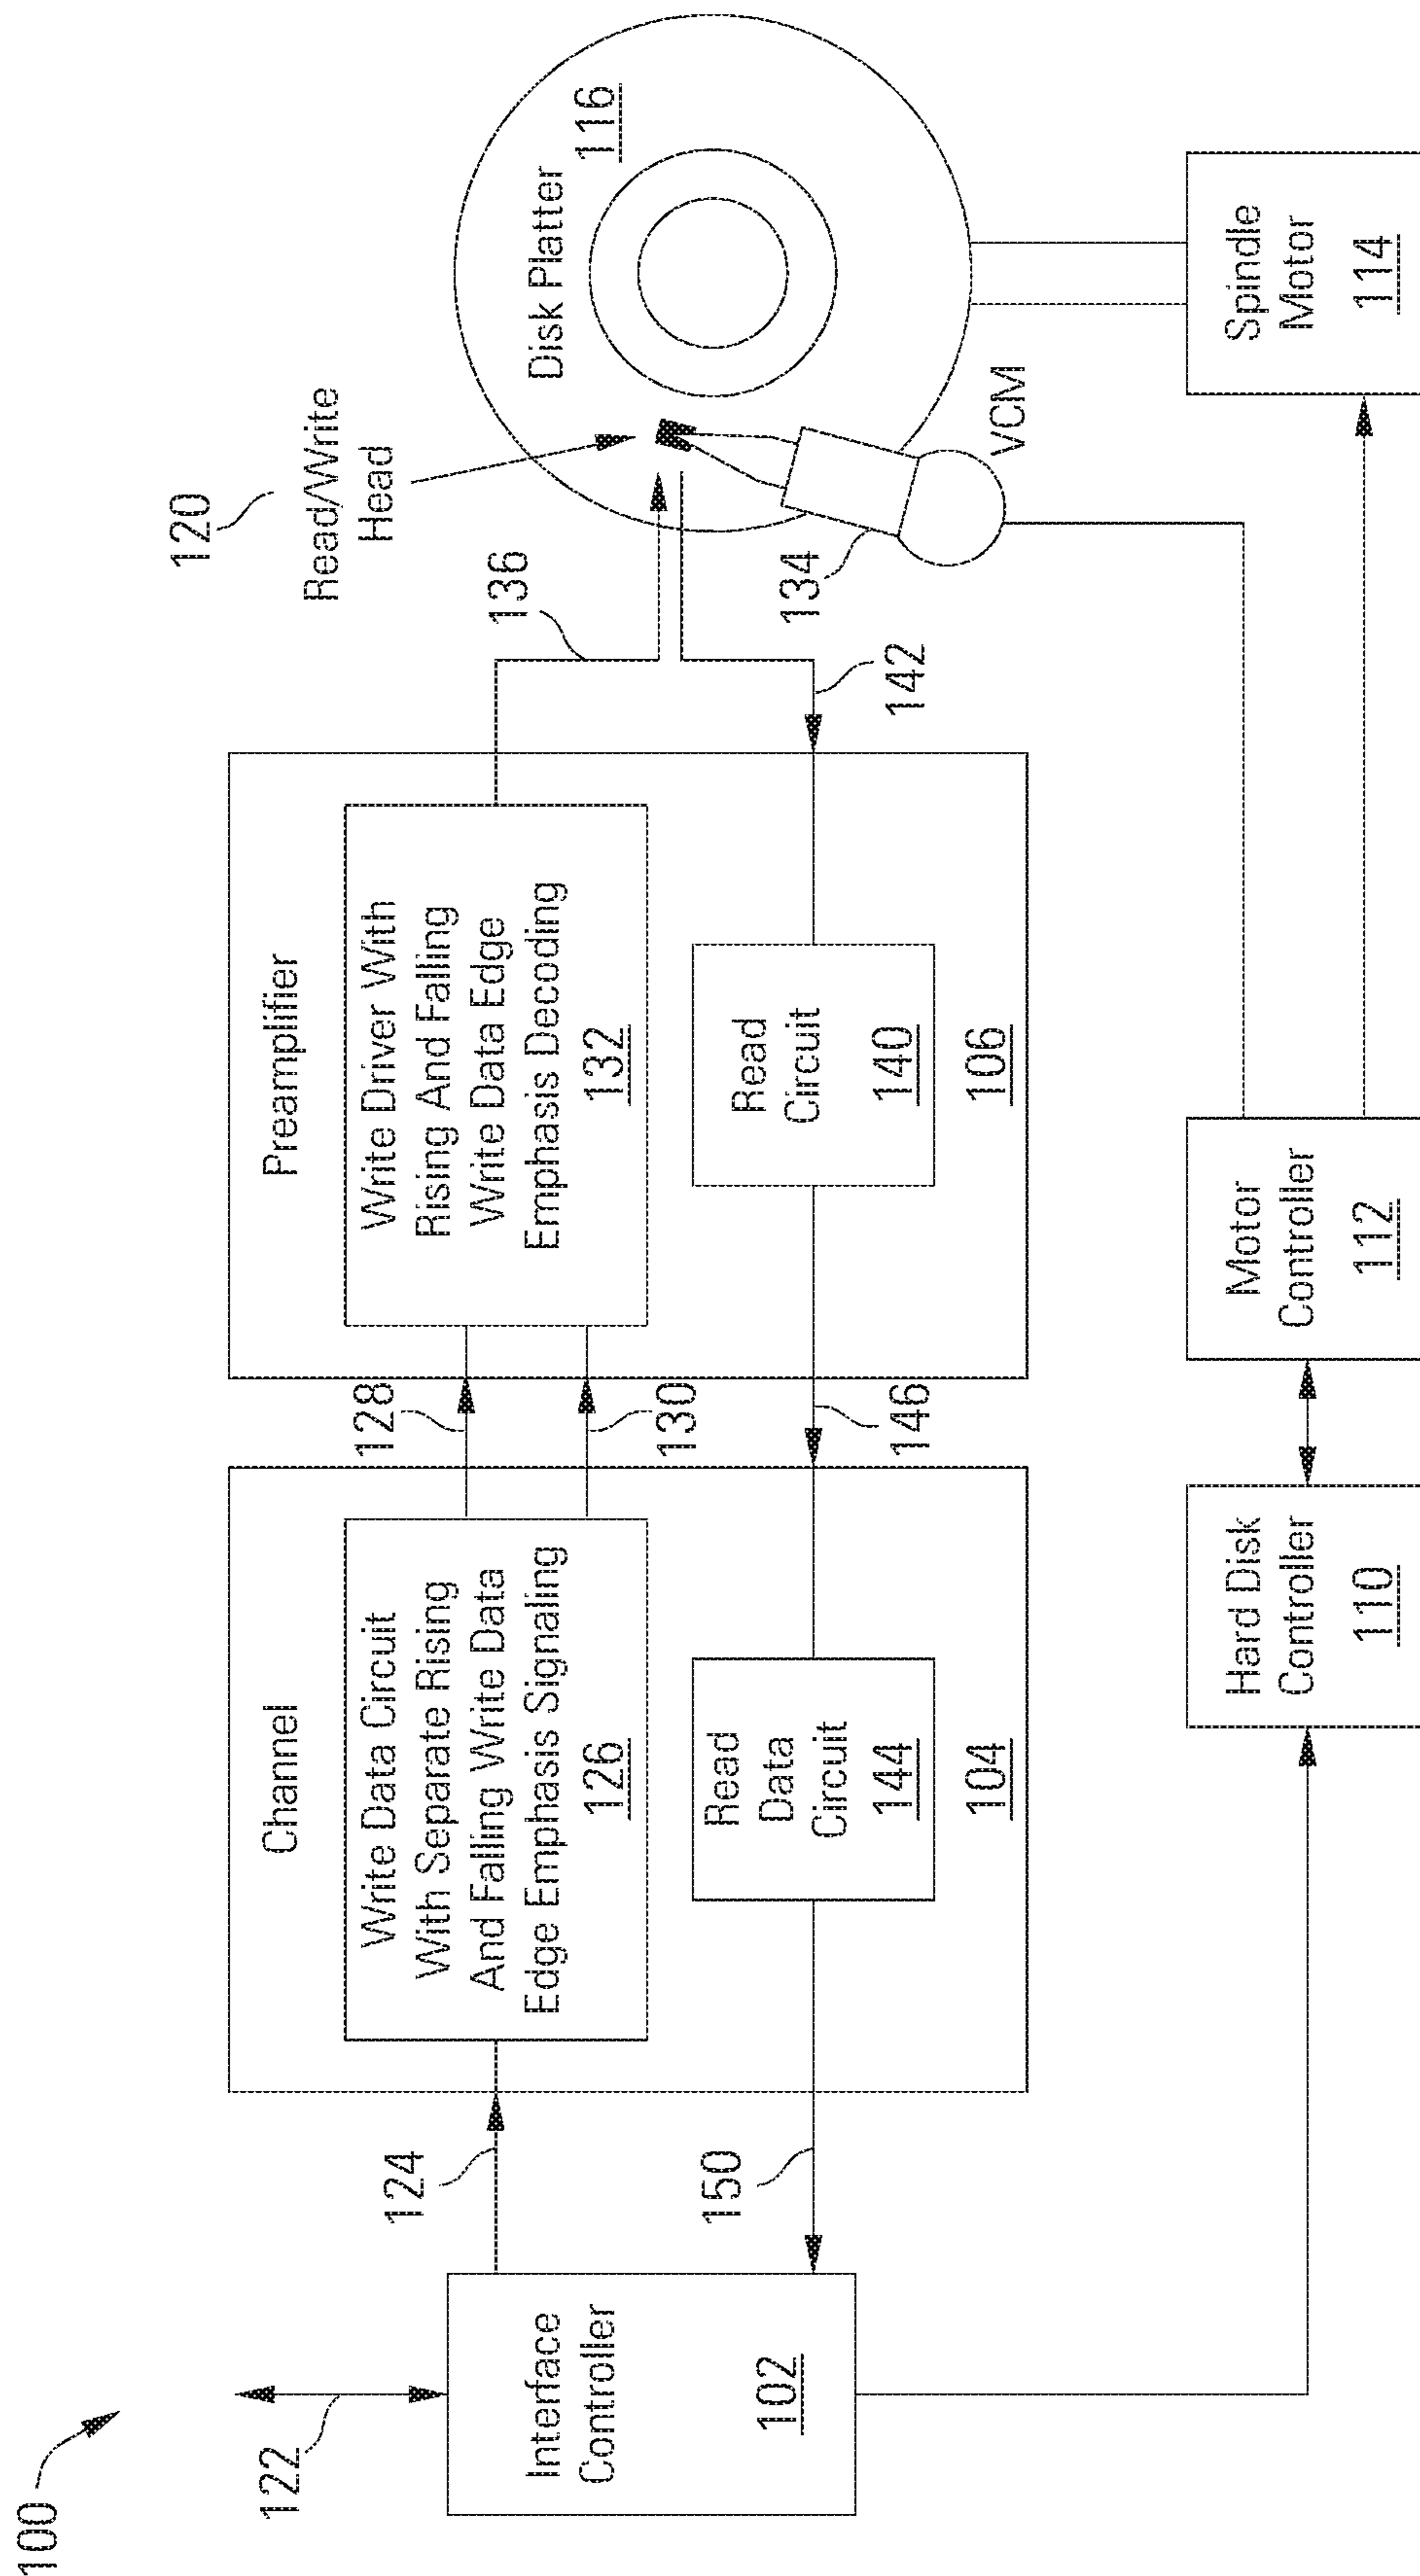 100
122
Interface
Controller
102
124
150
Channel
Write Data Circuit
With Separate Rising
And Falling Write Data
Edge Emphasis Signaling
126
Read
Data
Circuit
144
104
128
130
146
Preamplifier
Write Driver With
Rising And Falling
Write Data Edge
Emphasis Decoding
132
Read
Circuit
140
106
136
142
120
Read/Write
Head
Disk Platter
116
134
VCM
Hard Disk
Controller
110
Motor
Controller
112
Spindle
Motor
114